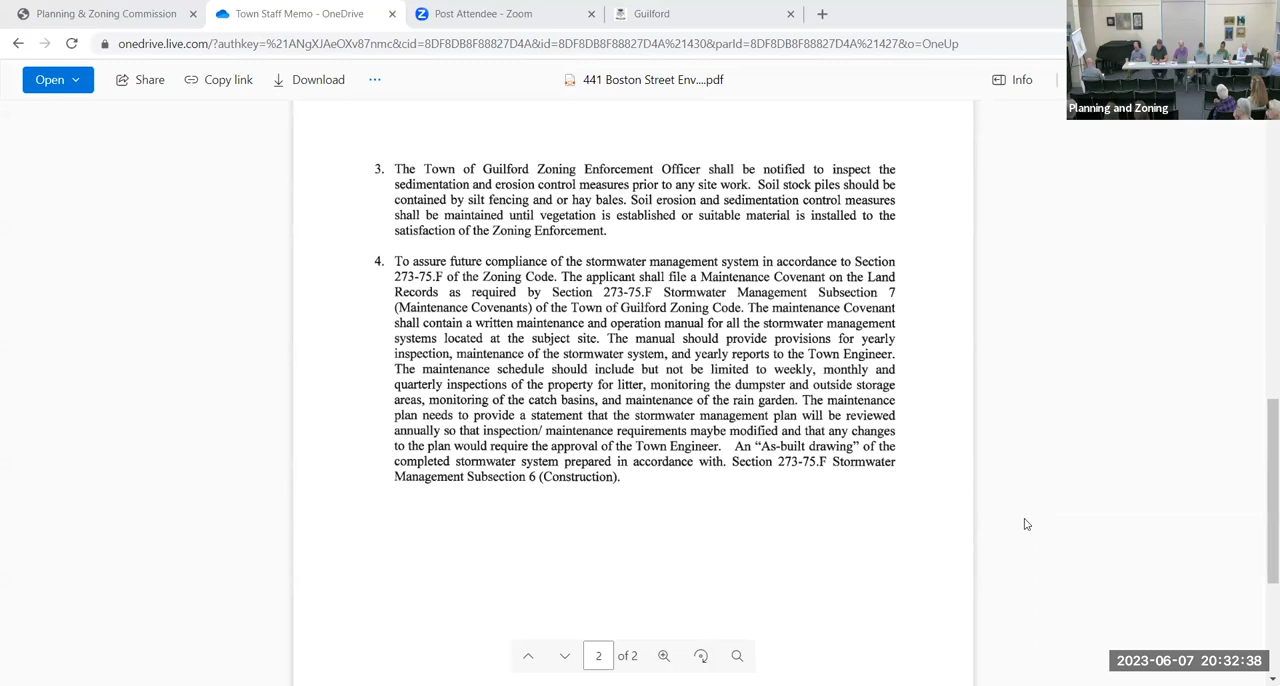 Planning & Zoning Commission
Town Staff Memo - OneDrive
Post Attendee - Zoom
Guilford
onedrive.live.com/?authkey=%21ANgXJAeOXv87nmc&cid=8DF8DB8F88827D4A&id=8DF8DB8F88827D4A%21430&parId=8DF8DB8F88827D4A%21427&o=OneUp
Open
Share
Copy link
Download
441 Boston Street Env....pdf
Info
Planning and Zoning
3. The Town of Guilford Zoning Enforcement Officer shall be notified to inspect the
sedimentation and erosion control measures prior to any site work. Soil stock piles should be
contained by silt fencing and or hay bales. Soil erosion and sedimentation control measures
shall be maintained until vegetation is established or suitable material is installed to the
satisfaction of the Zoning Enforcement.
4. To assure future compliance of the stormwater management system in accordance to Section
273-75.F of the Zoning Code. The applicant shall file a Maintenance Covenant on the Land
Records as required by Section 273-75.F Stormwater Management Subsection 7
(Maintenance Covenants) of the Town of Guilford Zoning Code. The maintenance Covenant
shall contain a written maintenance and operation manual for all the stormwater management
systems located at the subject site. The manual should provide provisions for yearly
inspection, maintenance of the stormwater system, and yearly reports to the Town Engineer.
The maintenance schedule should include but not be limited to weekly, monthly and
quarterly inspections of the property for litter, monitoring the dumpster and outside storage
areas, monitoring of the catch basins, and maintenance of the rain garden. The maintenance
plan needs to provide a statement that the stormwater management plan will be reviewed
annually so that inspection/ maintenance requirements maybe modified and that any changes
to the plan would require the approval of the Town Engineer. An “As-built drawing” of the
completed stormwater system prepared in accordance with. Section 273-75.F Stormwater
Management Subsection 6 (Construction).
2 of 2
2023-06-07 20:32:38